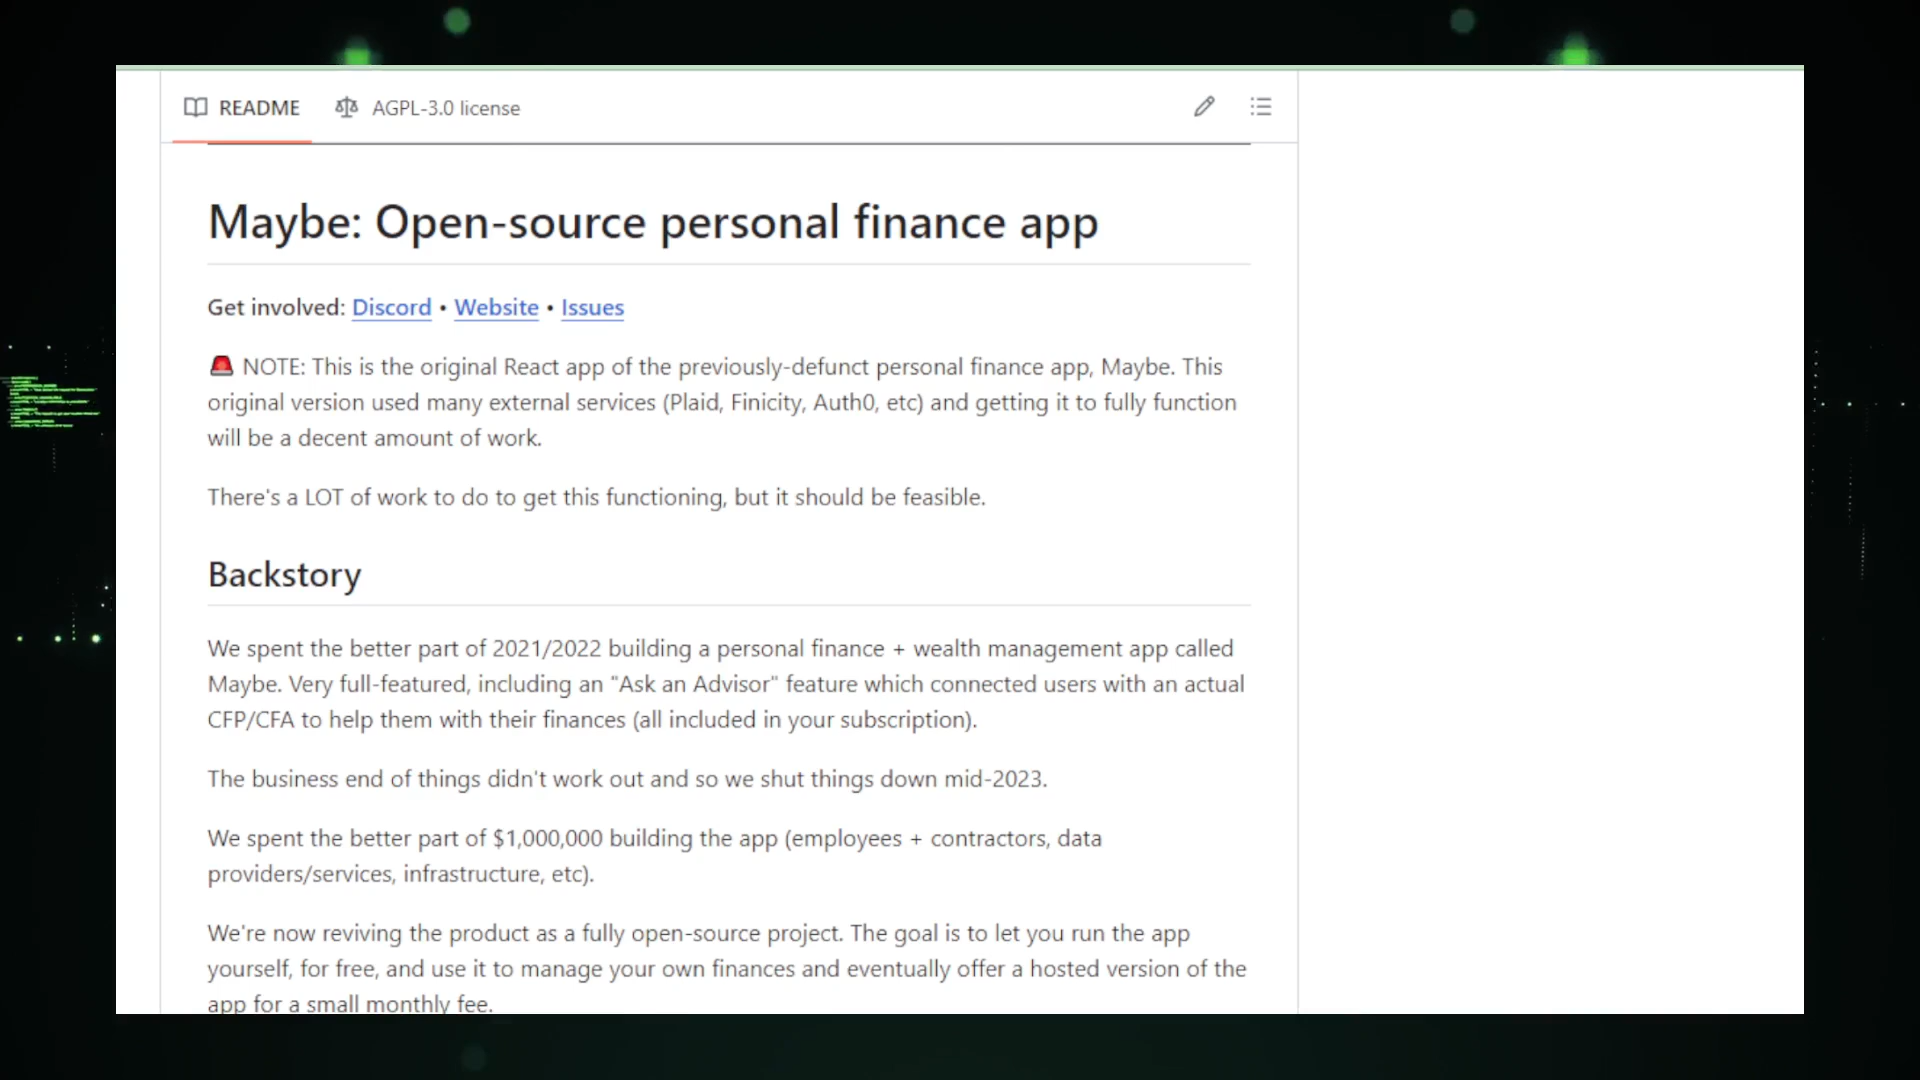 README AGPL-3.0 license
Maybe: Open-source personal finance app
Get involved: Discord • Website • Issues
🚨 NOTE: This is the original React app of the previously-defunct personal finance app, Maybe. This
original version used many external services (Plaid, Finicity, Auth0, etc) and getting it to fully function
will be a decent amount of work.
There's a LOT of work to do to get this functioning, but it should be feasible.
Backstory
We spent the better part of 2021/2022 building a personal finance + wealth management app called
Maybe. Very full-featured, including an "Ask an Advisor" feature which connected users with an actual
CFP/CFA to help them with their finances (all included in your subscription).
The business end of things didn't work out and so we shut things down mid-2023.
We spent the better part of $1,000,000 building the app (employees + contractors, data
providers/services, infrastructure, etc).
We're now reviving the product as a fully open-source project. The goal is to let you run the app
yourself, for free, and use it to manage your own finances and eventually offer a hosted version of the
app for a small monthly fee.